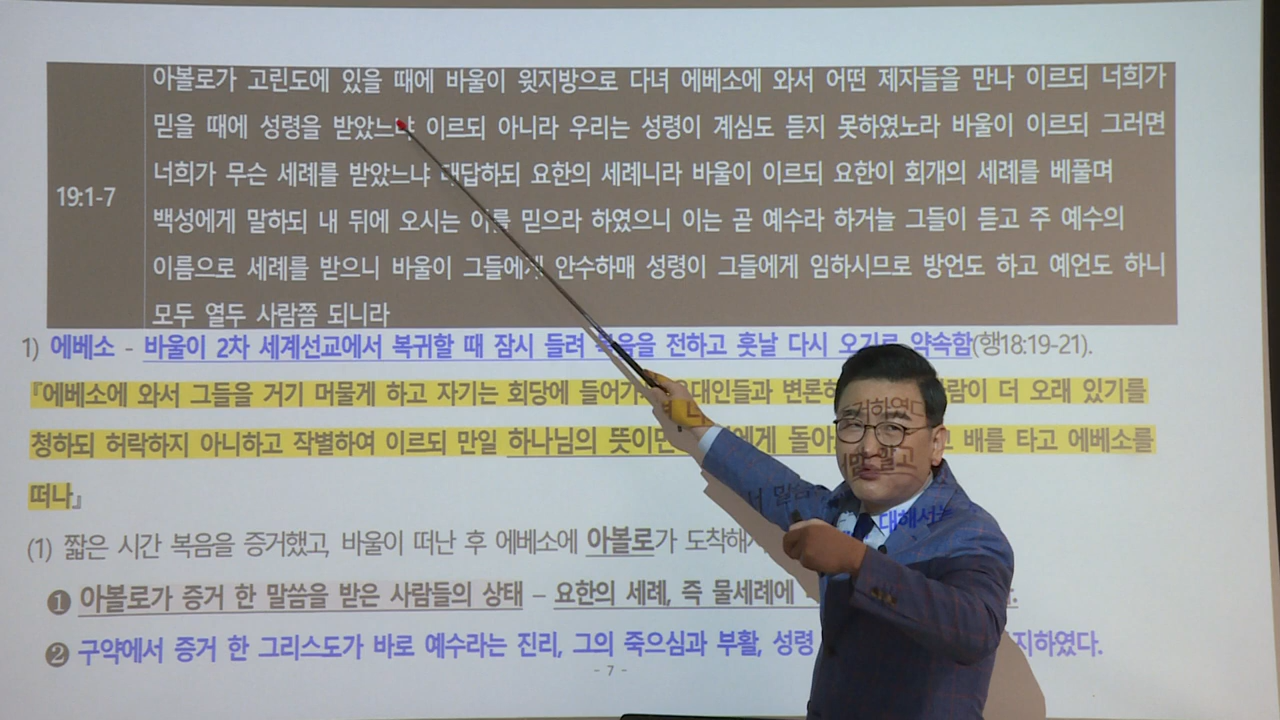 아볼로가 고린도에 있을 때에 바울이 윗지방으로 다녀 에베소에 와서 어떤 제자들을 만나 이르되 너희가
믿을 때에 성령을 받았느냐 이르되 아니라 우리는 성령이 계심도 듣지 못하였노라 바울이 이르되 그러면
19:1-7
너희가 무슨 세례를 받았느냐 대답하되 요한의 세례니라 바울이 이르되 요한이 회개의 세례를 베풀며
백성에게 말하되 내 뒤에 오시는 이를 믿으라 하였으니 이는 곧 예수라 하거늘 그들이 듣고 주 예수의
이름으로 세례를 받으니 바울이 그들에게 안수하매 성령이 그들에게 임하시므로 방언도 하고 예언도 하니
모두 열두 사람쯤 되니라
1) 에베소 - 바울이 2차 세계선교에서 복귀할 때 잠시 들려 복음을 전하고 훗날 다시 오기로 약속함(행18:19-21).
『에베소에 와서 그들을 거기 머물게 하고 자기는 회당에 들어가 변론 더 오래 있기를
청하되 허락하지 아니하고 작별하여 이르되 만일 하나님의 뜻이면 배를 타고 에베소를
떠나』
(1) 짧은 시간 복음을 증거했고, 바울이 떠난 후 에베소에 아볼로가 도착해
❶ 아볼로가 증거 한 말씀을 받은 사람들의 상태 – 요한의 세례, 즉 물세례에
❷ 구약에서 증거 한 그리스도가 바로 예수라는 진리, 그의 죽으심과 부활, 성령 지하였다.
- 7 -